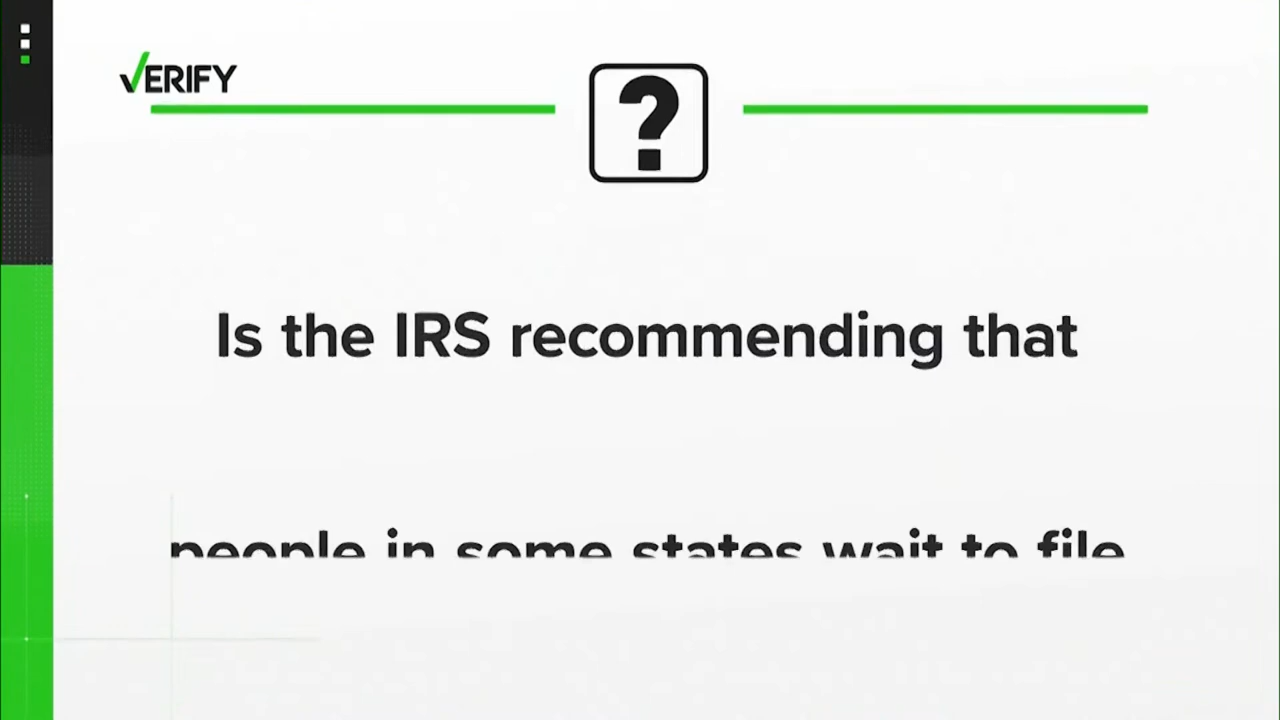 VERIFY
?
Is the IRS recommending that
people in some states wait to file